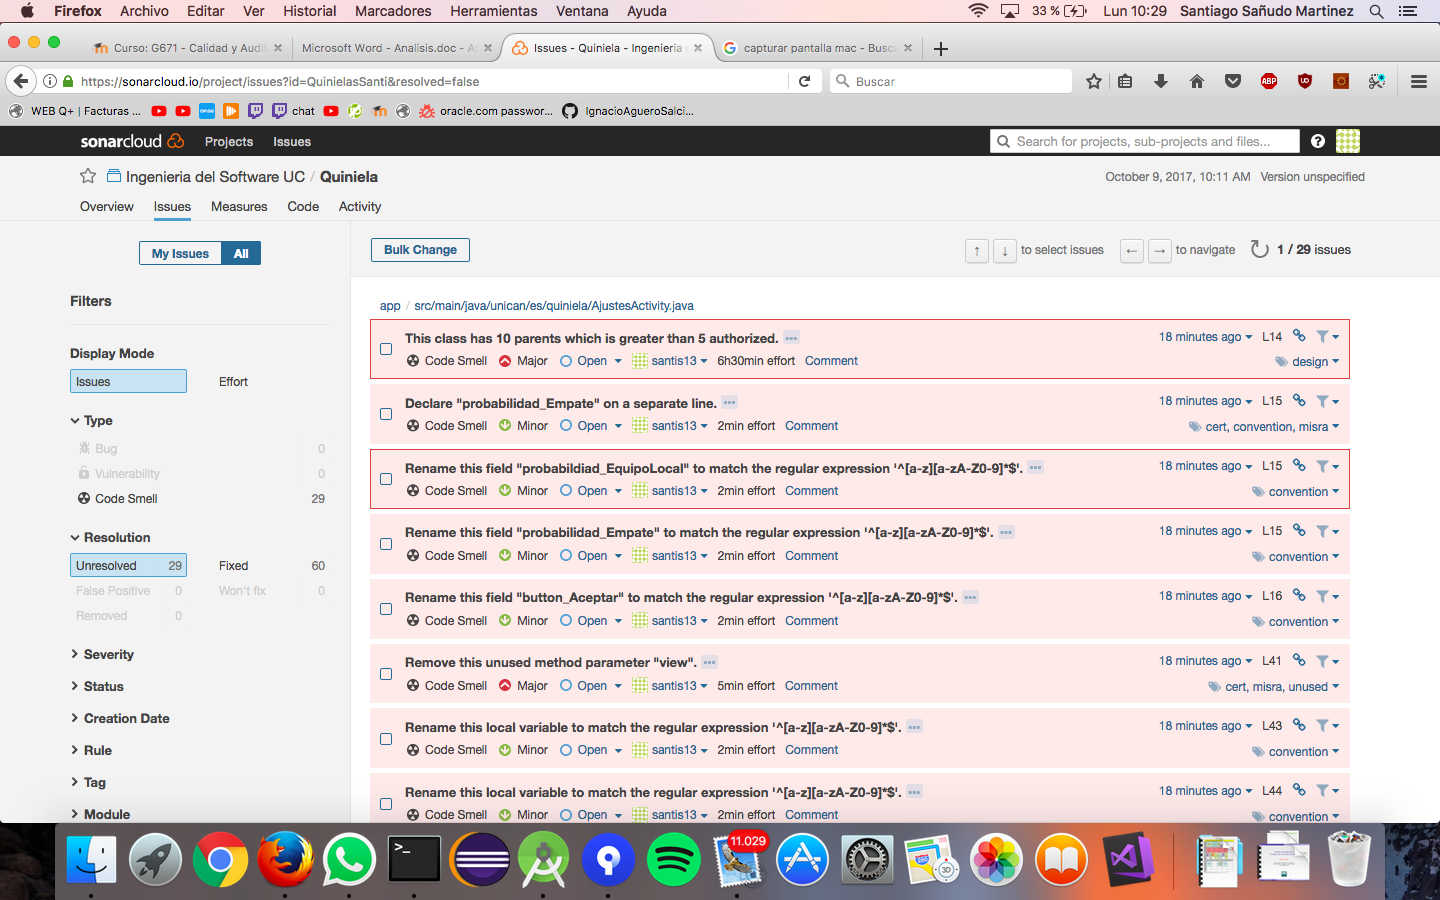 Firefox Archivo Editar Ver Historial Marcadores Herramientas Ventana Ayuda 33 % Lun 10:29 Santiago Sañudo Martinez
Curso: G671 - Calidad y Audit Microsoft Word - Analisis.doc - A Issues - Quiniela - Ingenieria capturar pantalla mac - Busc
https://sonarcloud.io/project/issues?id=QuinielasSanti&resolved=false Buscar ABP
WEB Q+ | Facturas ... chat oracle.com passwor... IgnacioAgueroSalci...
sonarcloud Projects Issues Search for projects, sub-projects and files... ?
Ingenieria del Software UC / Quiniela October 9, 2017, 10:11 AM Version unspecified
Overview Issues Measures Code Activity
My Issues All Bulk Change ↑ ↓ to select issues ← → to navigate 1 / 29 issues
Filters
Display Mode
Issues Effort
Type
Bug 0
Vulnerability 0
Code Smell 29
Resolution
Unresolved 29 Fixed 60
False Positive 0 Won't fix 0
Removed 0
Severity
Status
Creation Date
Rule
Tag
Module
app / src/main/java/unican/es/quiniela/AjustesActivity.java
This class has 10 parents which is greater than 5 authorized. 18 minutes ago L14
Code Smell Major Open santis13 6h30min effort Comment design
Declare "probabilidad_Empate" on a separate line. 18 minutes ago L15
Code Smell Minor Open santis13 2min effort Comment cert, convention, misra
Rename this field "probabildiad_EquipoLocal" to match the regular expression '^[a-z][a-zA-Z0-9]*$'. 18 minutes ago L15
Code Smell Minor Open santis13 2min effort Comment convention
Rename this field "probabilidad_Empate" to match the regular expression '^[a-z][a-zA-Z0-9]*$'. 18 minutes ago L15
Code Smell Minor Open santis13 2min effort Comment convention
Rename this field "button_Aceptar" to match the regular expression '^[a-z][a-zA-Z0-9]*$'. 18 minutes ago L16
Code Smell Minor Open santis13 2min effort Comment convention
Remove this unused method parameter "view". 18 minutes ago L41
Code Smell Major Open santis13 5min effort Comment cert, misra, unused
Rename this local variable to match the regular expression '^[a-z][a-zA-Z0-9]*$'. 18 minutes ago L43
Code Smell Minor Open santis13 2min effort Comment convention
Rename this local variable to match the regular expression '^[a-z][a-zA-Z0-9]*$'. 18 minutes ago L44
Code Smell Minor Open santis13 2min effort Comment convention
>_ 11.029 3D